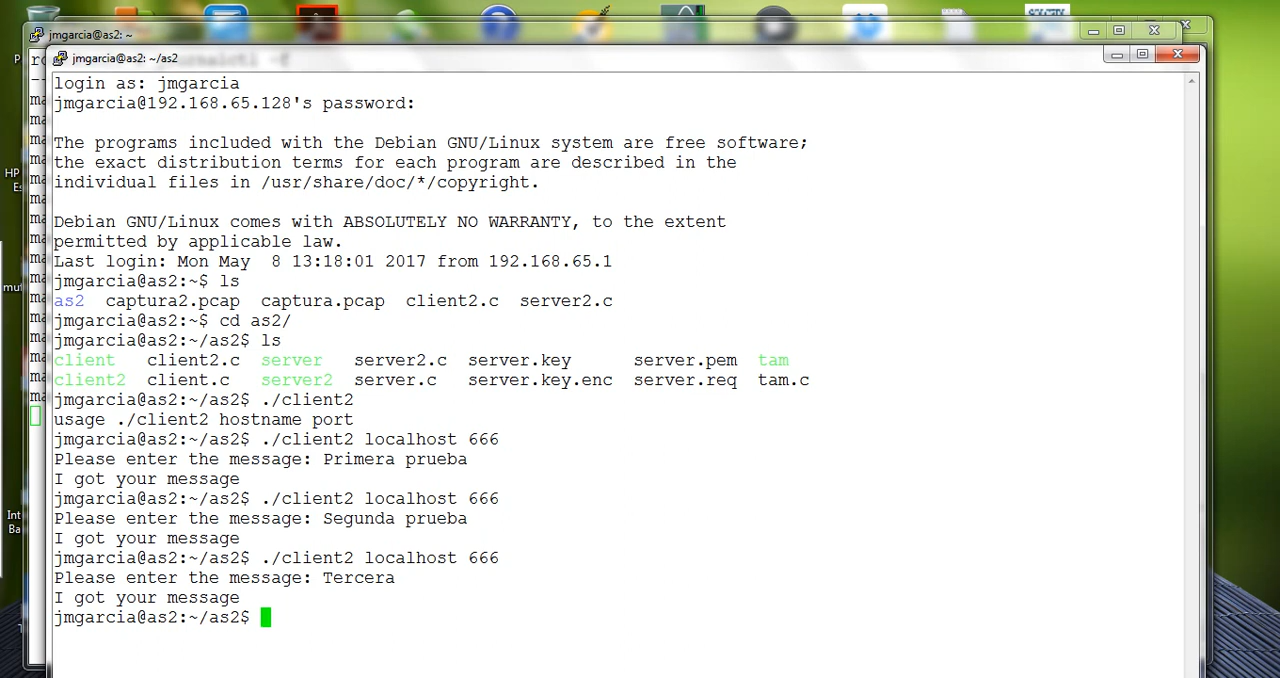 jmgarcia@as2: ~
jmgarcia@as2: ~/as2
login as: jmgarcia
jmgarcia@192.168.65.128's password:
The programs included with the Debian GNU/Linux system are free software;
the exact distribution terms for each program are described in the
individual files in /usr/share/doc/*/copyright.
Debian GNU/Linux comes with ABSOLUTELY NO WARRANTY, to the extent
permitted by applicable law.
Last login: Mon May  8 13:18:01 2017 from 192.168.65.1
jmgarcia@as2:~$ ls
as2  captura2.pcap  captura.pcap  client2.c  server2.c
jmgarcia@as2:~$ cd as2/
jmgarcia@as2:~/as2$ ls
client   client2.c  server   server2.c  server.key      server.pem  tam
client2  client.c   server2  server.c   server.key.enc  server.req  tam.c
jmgarcia@as2:~/as2$ ./client2
usage ./client2 hostname port
jmgarcia@as2:~/as2$ ./client2 localhost 666
Please enter the message: Primera prueba
I got your message
jmgarcia@as2:~/as2$ ./client2 localhost 666
Please enter the message: Segunda prueba
I got your message
jmgarcia@as2:~/as2$ ./client2 localhost 666
Please enter the message: Tercera
I got your message
jmgarcia@as2:~/as2$